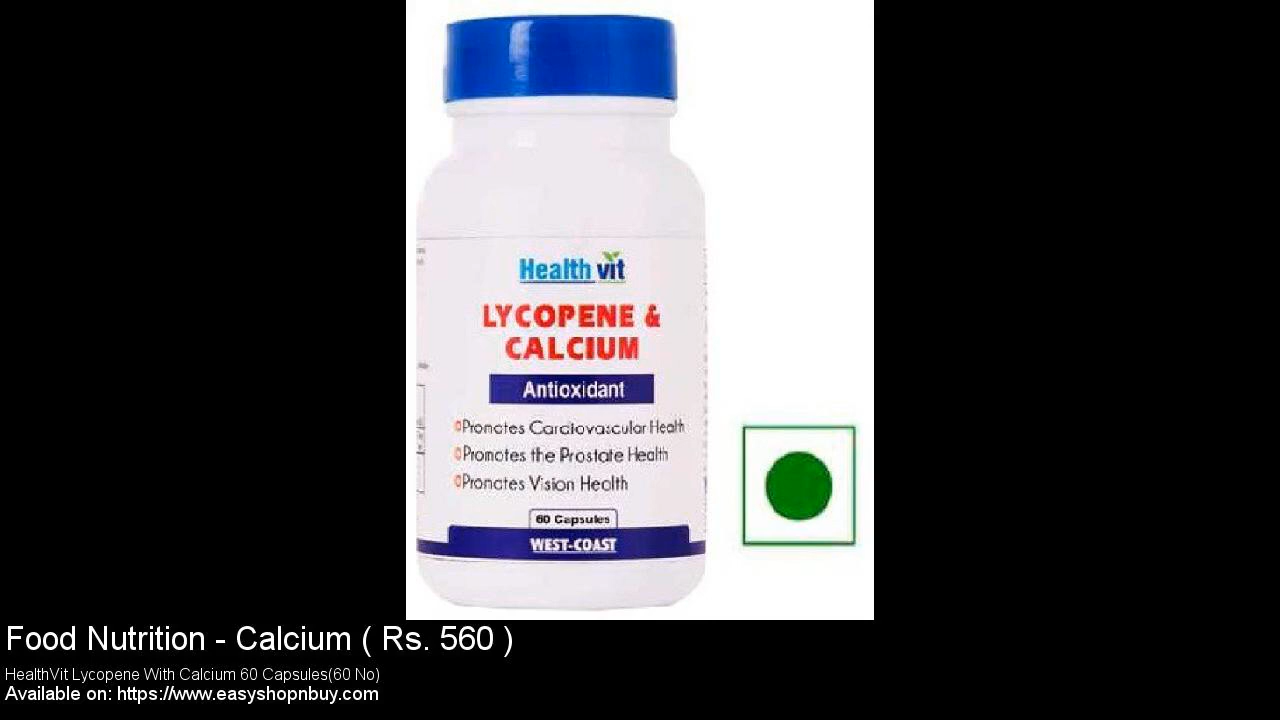 Health vit
LYCOPENE &
CALCIUM
Antioxidant
Promotes Cardiovascular Health
Promotes the Prostate Health
Promotes Vision Health
60 Capsules
WEST-COAST
Food Nutrition - Calcium ( Rs. 560 )
HealthVit Lycopene With Calcium 60 Capsules(60 No)
Available on: https://www.easyshopnbuy.com